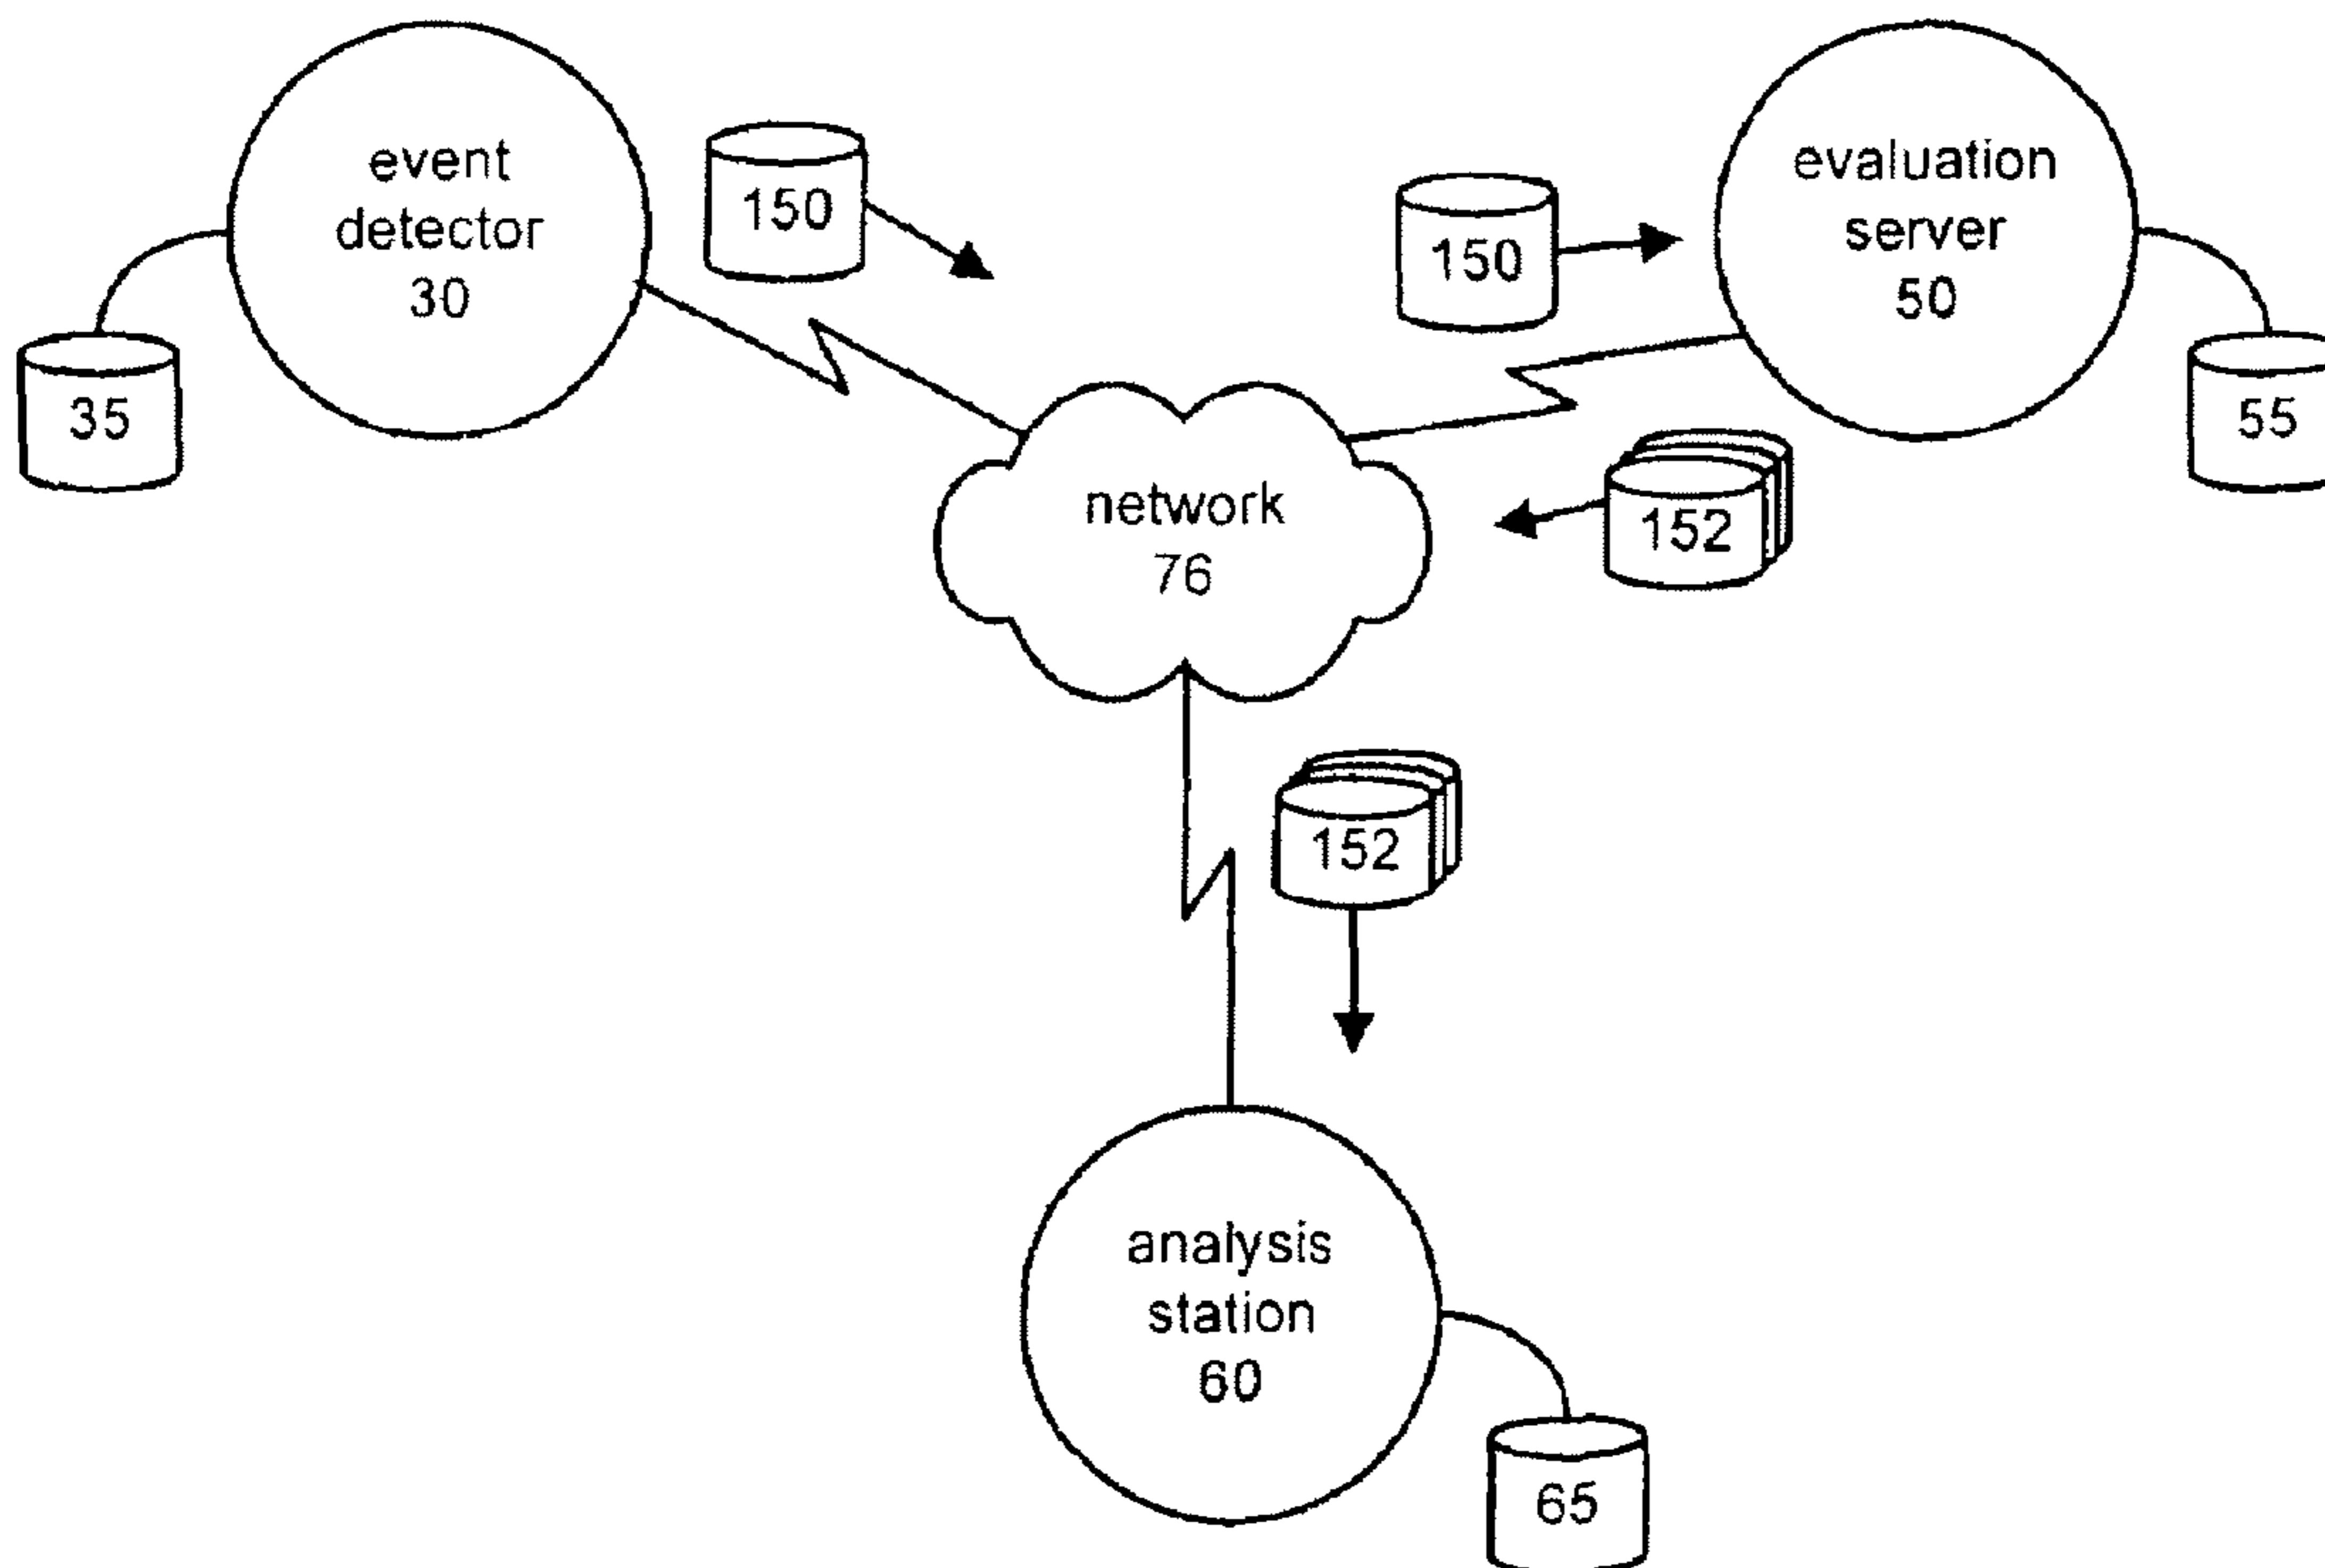 event
detector
30
150
35
150
evaluation
server
50
55
network
76
152
152
analysis
station
60
65